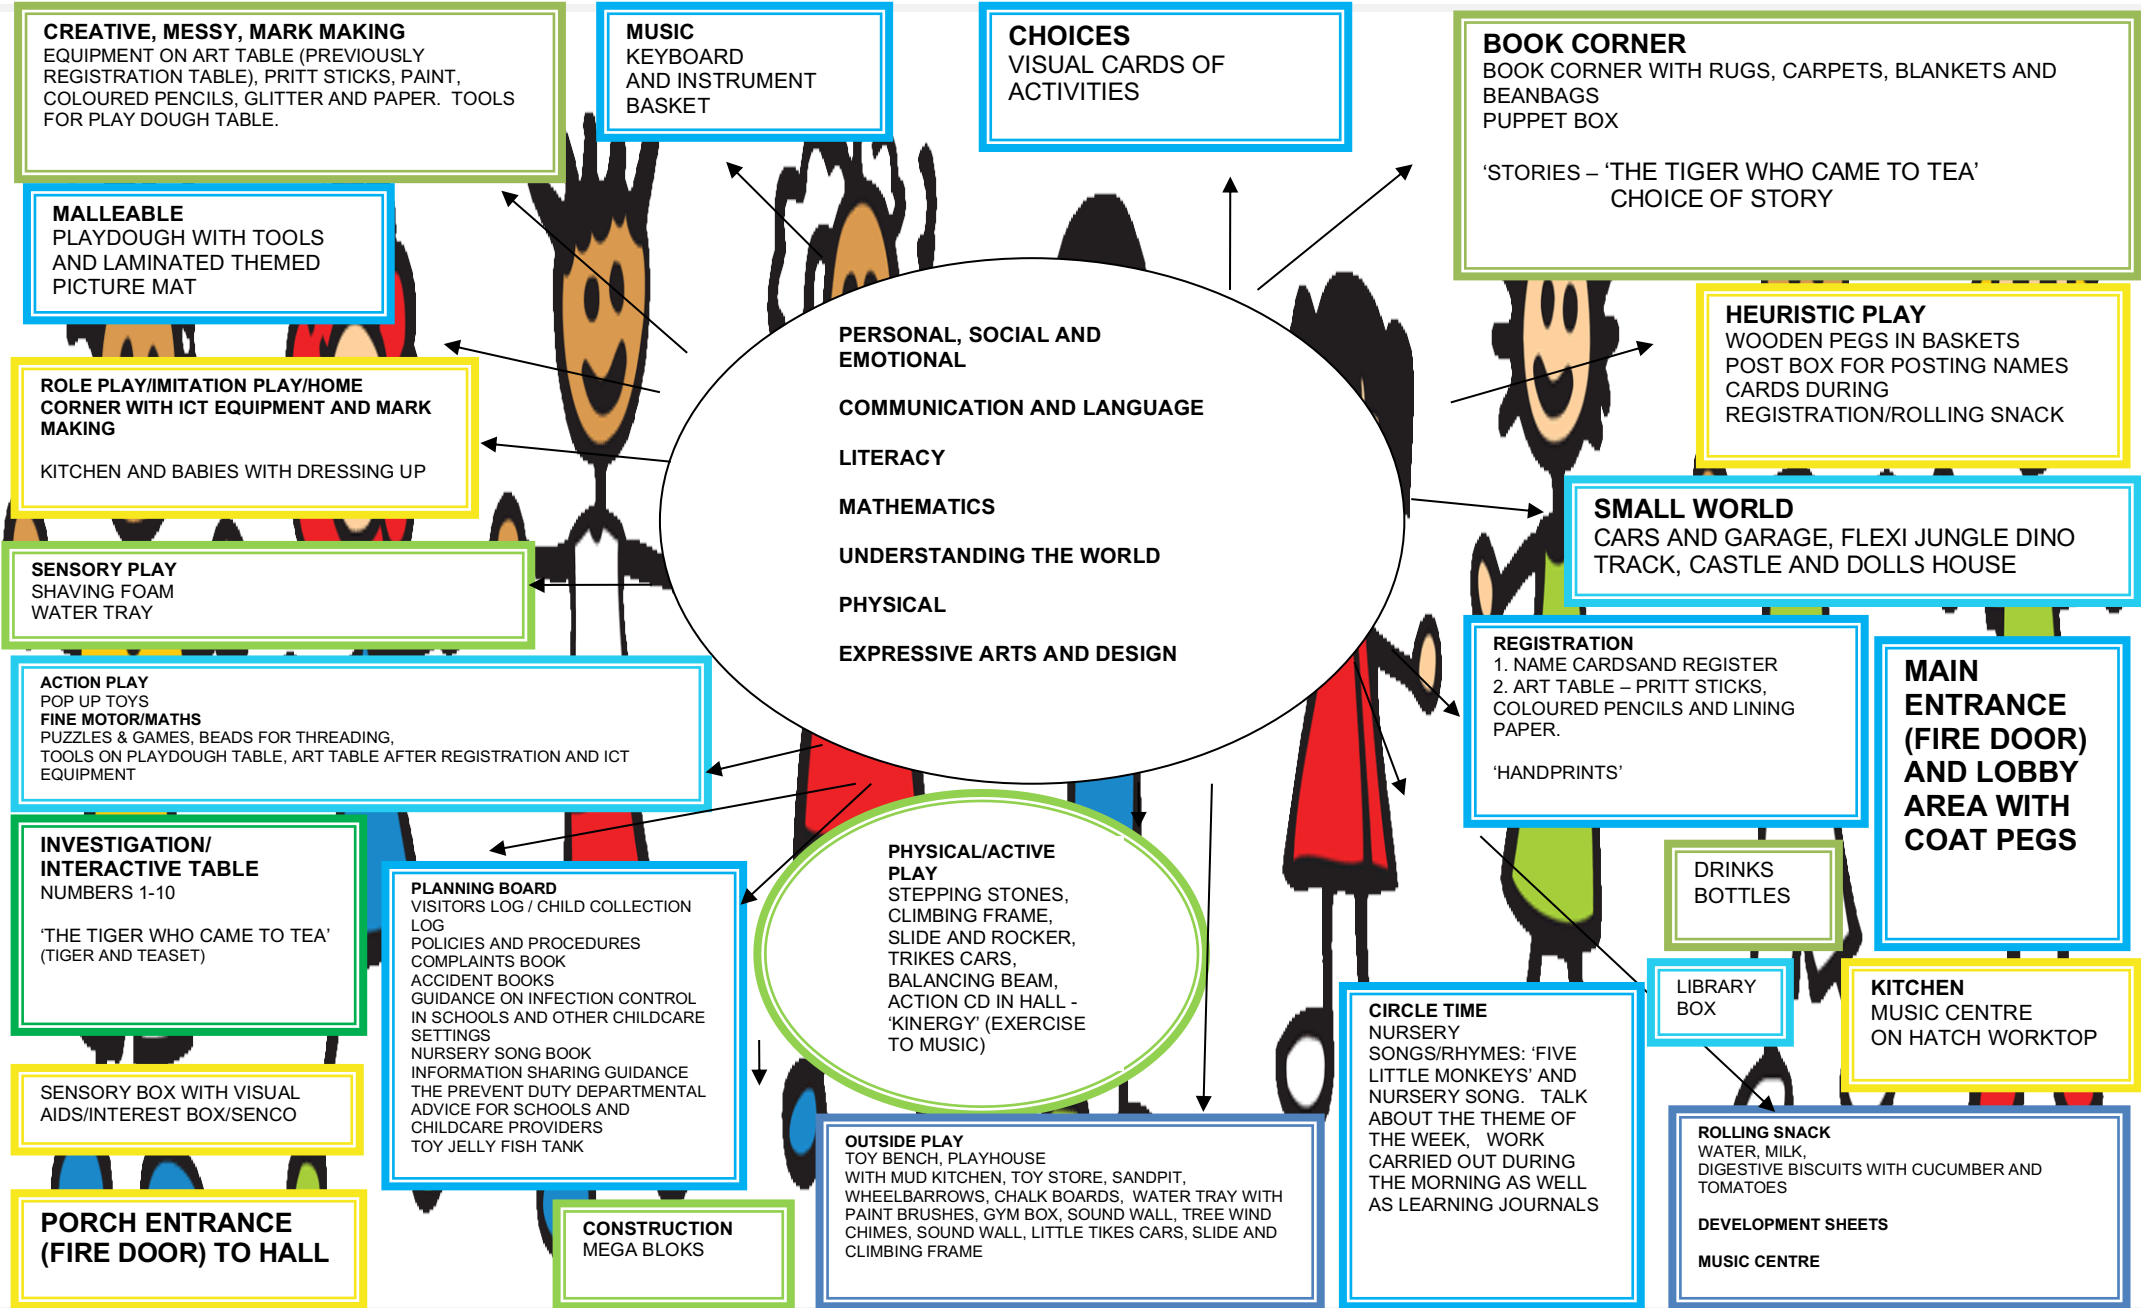 CREATIVE, MESSY, MARK MAKING
EQUIPMENT ON ART TABLE (PREVIOUSLY
REGISTRATION TABLE), PRITT STICKS, PAINT,
COLOURED PENCILS, GLITTER AND PAPER. TOOLS
FOR PLAY DOUGH TABLE.
MUSIC
KEYBOARD
AND INSTRUMENT
BASKET
CHOICES
VISUAL CARDS OF
ACTIVITIES
BOOK CORNER
BOOK CORNER WITH RUGS, CARPETS, BLANKETS AND
BEANBAGS
PUPPET BOX
‘STORIES – ‘THE TIGER WHO CAME TO TEA’
CHOICE OF STORY
MALLEABLE
PLAYDOUGH WITH TOOLS
AND LAMINATED THEMED
PICTURE MAT
HEURISTIC PLAY
WOODEN PEGS IN BASKETS
POST BOX FOR POSTING NAMES
CARDS DURING
REGISTRATION/ROLLING SNACK
ROLE PLAY/IMITATION PLAY/HOME
CORNER WITH ICT EQUIPMENT AND MARK
MAKING
KITCHEN AND BABIES WITH DRESSING UP
PERSONAL, SOCIAL AND
EMOTIONAL
COMMUNICATION AND LANGUAGE
LITERACY
MATHEMATICS
UNDERSTANDING THE WORLD
PHYSICAL
EXPRESSIVE ARTS AND DESIGN
SMALL WORLD
CARS AND GARAGE, FLEXI JUNGLE DINO
TRACK, CASTLE AND DOLLS HOUSE
SENSORY PLAY
SHAVING FOAM
WATER TRAY
REGISTRATION
1. NAME CARDSAND REGISTER
2. ART TABLE – PRITT STICKS,
COLOURED PENCILS AND LINING
PAPER.
‘HANDPRINTS’
MAIN
ENTRANCE
(FIRE DOOR)
AND LOBBY
AREA WITH
COAT PEGS
ACTION PLAY
POP UP TOYS
FINE MOTOR/MATHS
PUZZLES & GAMES, BEADS FOR THREADING,
TOOLS ON PLAYDOUGH TABLE, ART TABLE AFTER REGISTRATION AND ICT
EQUIPMENT
INVESTIGATION/
INTERACTIVE TABLE
NUMBERS 1-10
‘THE TIGER WHO CAME TO TEA’
(TIGER AND TEASET)
PLANNING BOARD
VISITORS LOG / CHILD COLLECTION
LOG
POLICIES AND PROCEDURES
COMPLAINTS BOOK
ACCIDENT BOOKS
GUIDANCE ON INFECTION CONTROL
IN SCHOOLS AND OTHER CHILDCARE
SETTINGS
NURSERY SONG BOOK
INFORMATION SHARING GUIDANCE
THE PREVENT DUTY DEPARTMENTAL
ADVICE FOR SCHOOLS AND
CHILDCARE PROVIDERS
TOY JELLY FISH TANK
PHYSICAL/ACTIVE
PLAY
STEPPING STONES,
CLIMBING FRAME,
SLIDE AND ROCKER,
TRIKES CARS,
BALANCING BEAM,
ACTION CD IN HALL -
‘KINERGY’ (EXERCISE
TO MUSIC)
DRINKS
BOTTLES
LIBRARY
BOX
KITCHEN
MUSIC CENTRE
ON HATCH WORKTOP
CIRCLE TIME
NURSERY
SONGS/RHYMES: ‘FIVE
LITTLE MONKEYS’ AND
NURSERY SONG. TALK
ABOUT THE THEME OF
THE WEEK, WORK
CARRIED OUT DURING
THE MORNING AS WELL
AS LEARNING JOURNALS
SENSORY BOX WITH VISUAL
AIDS/INTEREST BOX/SENCO
PORCH ENTRANCE
(FIRE DOOR) TO HALL
CONSTRUCTION
MEGA BLOKS
OUTSIDE PLAY
TOY BENCH, PLAYHOUSE
WITH MUD KITCHEN, TOY STORE, SANDPIT,
WHEELBARROWS, CHALK BOARDS, WATER TRAY WITH
PAINT BRUSHES, GYM BOX, SOUND WALL, TREE WIND
CHIMES, SOUND WALL, LITTLE TIKES CARS, SLIDE AND
CLIMBING FRAME
ROLLING SNACK
WATER, MILK,
DIGESTIVE BISCUITS WITH CUCUMBER AND
TOMATOES
DEVELOPMENT SHEETS
MUSIC CENTRE